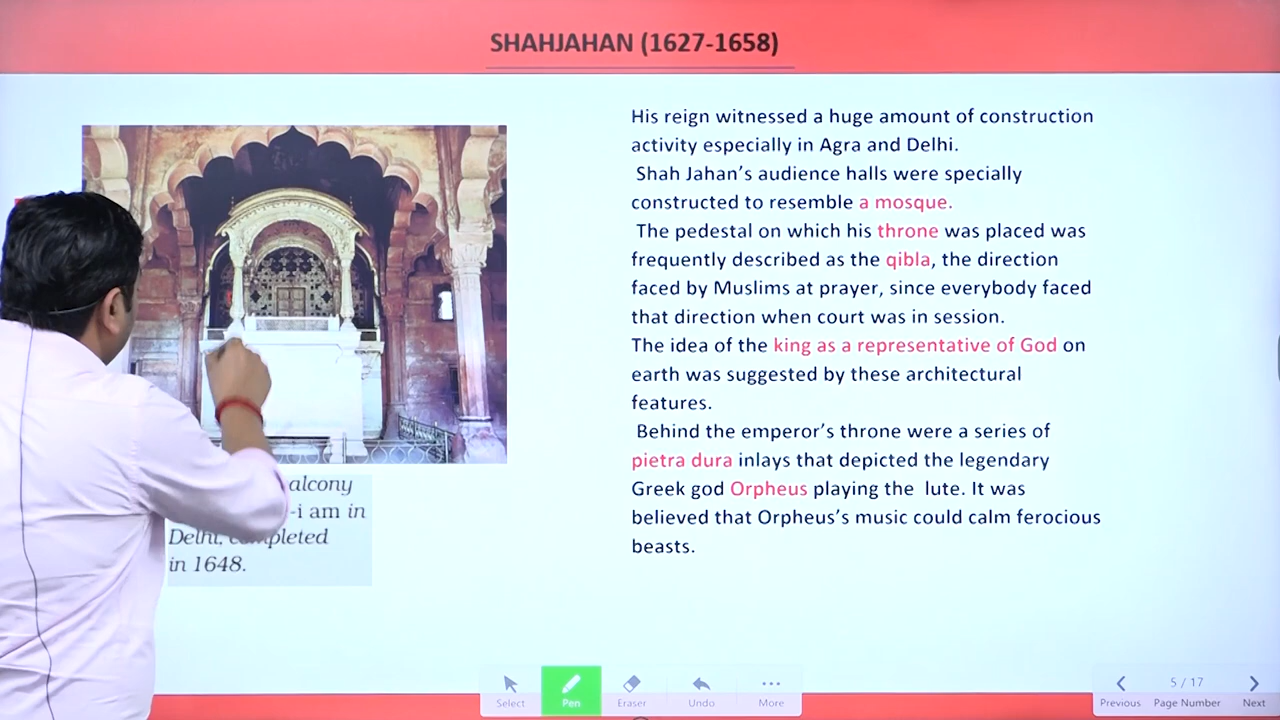 SHAHJAHAN (1627-1658)
His reign witnessed a huge amount of construction
activity especially in Agra and Delhi.
Shah Jahan’s audience halls were specially
constructed to resemble a mosque.
The pedestal on which his throne was placed was
frequently described as the qibla, the direction
faced by Muslims at prayer, since everybody faced
that direction when court was in session.
The idea of the king as a representative of God on
earth was suggested by these architectural
features.
Behind the emperor’s throne were a series of
pietra dura inlays that depicted the legendary
Greek god Orpheus playing the lute. It was
believed that Orpheus’s music could calm ferocious
beasts.
alcony
-i am in
Delhi, completed
in 1648.
Select
Pen
Eraser
Undo
More
5 / 17
Previous
Page Number
Next